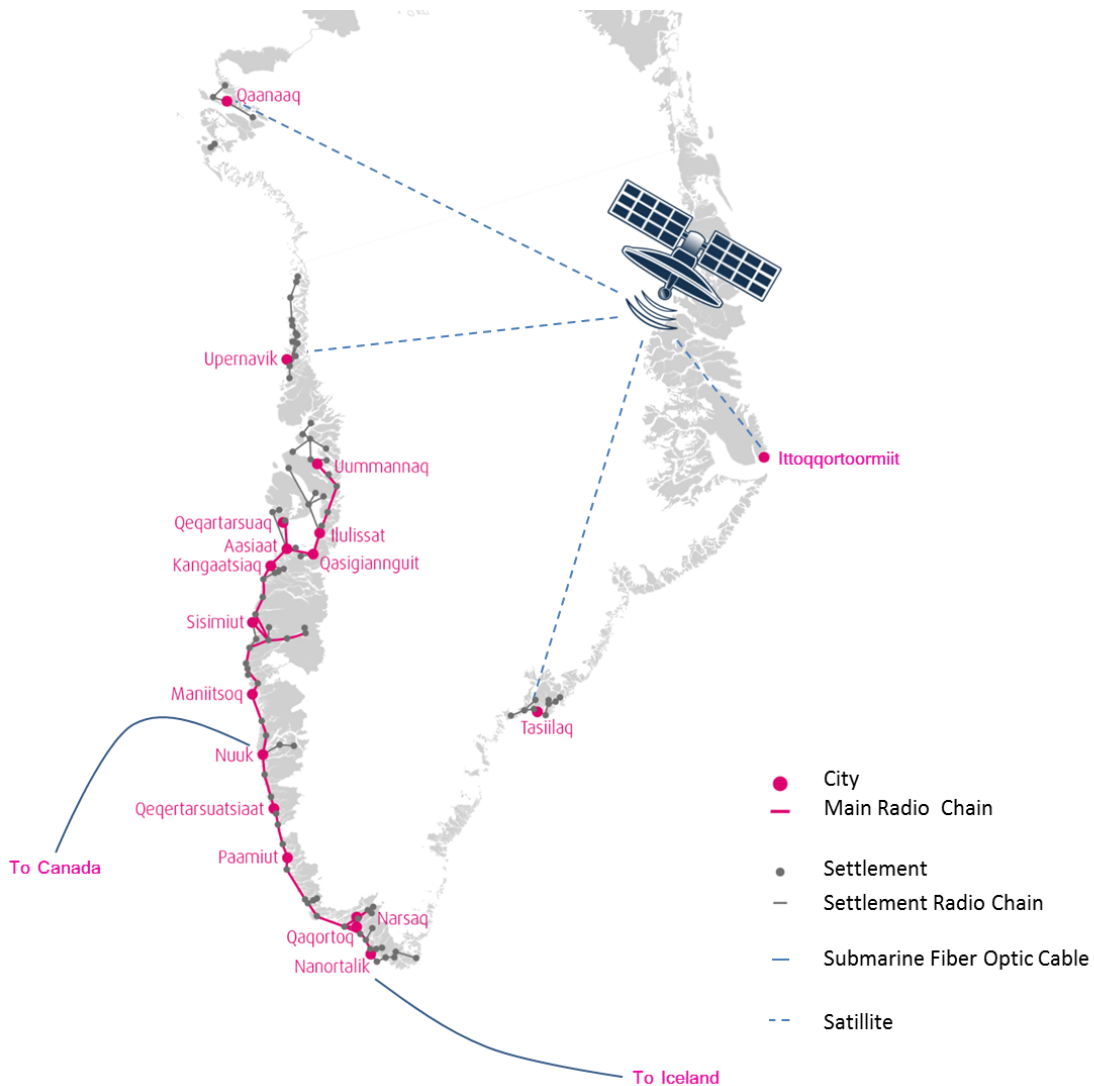 Qaanaaq
Upernavik
Uummannaq
Ittoqqortoormiit
Qeqartarsuaq
Ilulissat
Aasiaat
Qasigiannguit
Kangaatsiaq
Sisimiut
Maniitsoq
Tasiilaq
Nuuk
City
Qeqertarsuatsiaat
Main Radio Chain
Paamiut
To Canada
Settlement
Settlement Radio Chain
Narsaq
Qaqortoq
Nanortalik
Submarine Fiber Optic Cable
Satillite
To Iceland